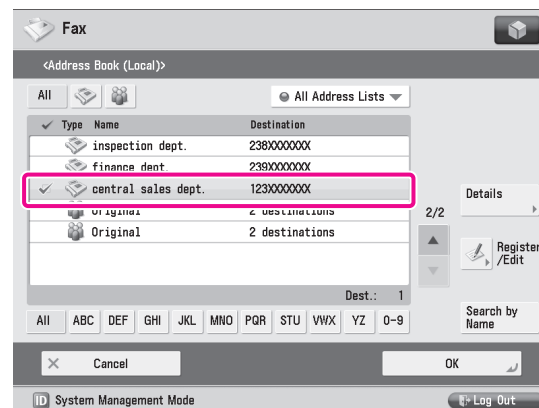 Fax
<Address Book (Local)>
All
All Address Lists
Type Name Destination
inspection dept. 238XXXXXXX
finance dept. 239XXXXXXX
central sales dept. 123XXXXXXX
Original 2 destinations
Original 2 destinations
2/2
Details
Register
/Edit
Dest.: 1
All ABC DEF GHI JKL MNO PQR STU VWX YZ 0-9
Search by
Name
Cancel
OK
ID System Management Mode
Log Out